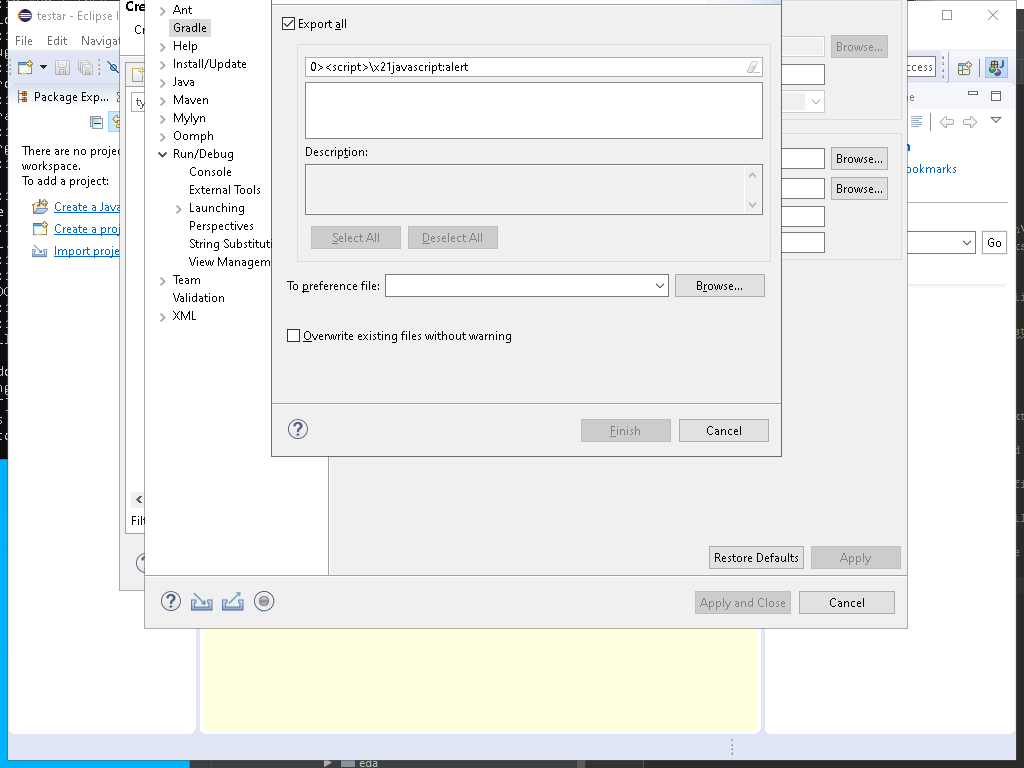 testar - Eclipse I
File Edit Navigat
Package Exp...
There are no projec
workspace.
To add a project:
Create a Java
Create a proj
Import proje
Cre
Cr
ty
Filt
Ant
Gradle
Help
Install/Update
Java
Maven
Mylyn
Oomph
Run/Debug
Console
External Tools
Launching
Perspectives
String Substituti
View Managem
Team
Validation
XML
Export all
0><script>\x21javascript:alert
Description:
Select All
Deselect All
To preference file:
Browse...
Overwrite existing files without warning
Finish
Cancel
Browse...
Browse...
Browse...
Restore Defaults
Apply
Apply and Close
Cancel
ccess
ookmarks
Go
eda